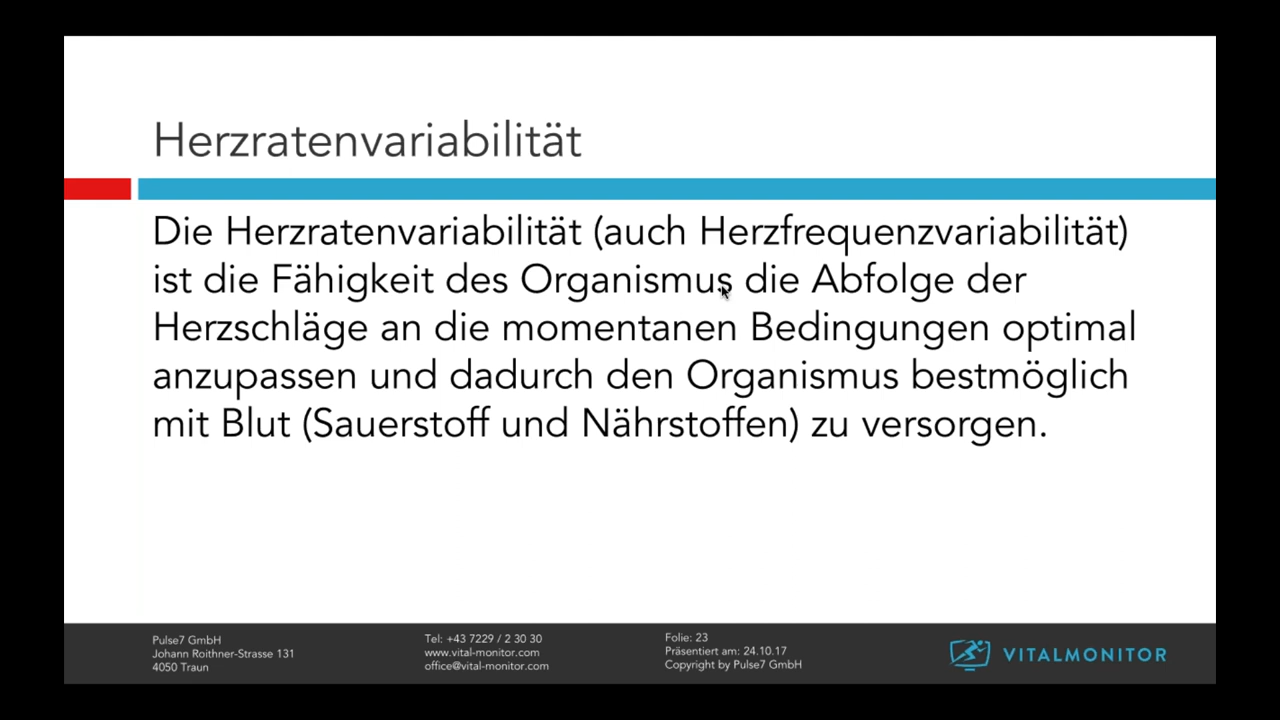 Herzratenvariabilität
Die Herzratenvariabilität (auch Herzfrequenzvariabilität)
ist die Fähigkeit des Organismus die Abfolge der
Herzschläge an die momentanen Bedingungen optimal
anzupassen und dadurch den Organismus bestmöglich
mit Blut (Sauerstoff und Nährstoffen) zu versorgen.
Pulse7 GmbH
Johann Roithner-Strasse 131
4050 Traun
Tel: +43 7229 / 2 30 30
www.vital-monitor.com
office@vital-monitor.com
Folie: 23
Präsentiert am: 24.10.17
Copyright by Pulse7 GmbH
VITALMONITOR